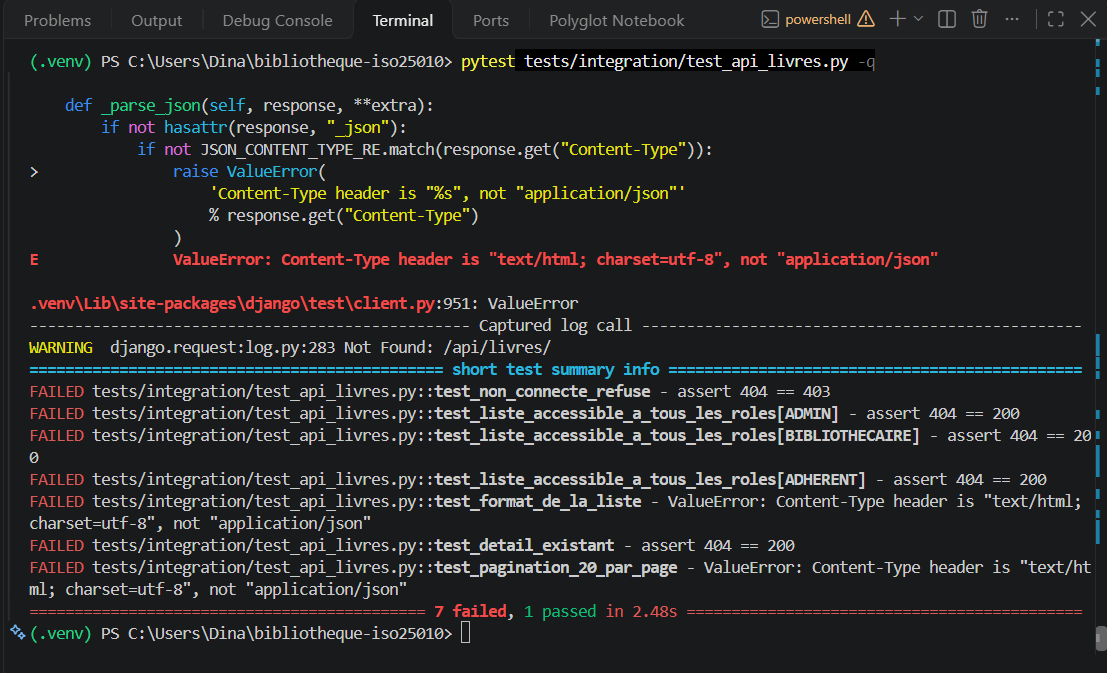 Problems Output Debug Console Terminal Ports Polyglot Notebook powershell
(.venv) PS C:\Users\Dina\bibliotheque-iso25010> pytest tests/integration/test_api_livres.py -q
def _parse_json(self, response, **extra):
if not hasattr(response, "_json"):
if not JSON_CONTENT_TYPE_RE.match(response.get("Content-Type")):
> raise ValueError(
'Content-Type header is "%s", not "application/json"'
% response.get("Content-Type")
)
E ValueError: Content-Type header is "text/html; charset=utf-8", not "application/json"
.venv\Lib\site-packages\django\test\client.py:951: ValueError
------------------------------------------------- Captured log call -------------------------------------------------
WARNING django.request:log.py:283 Not Found: /api/livres/
============================================== short test summary info ==============================================
FAILED tests/integration/test_api_livres.py::test_non_connecte_refuse - assert 404 == 403
FAILED tests/integration/test_api_livres.py::test_liste_accessible_a_tous_les_roles[ADMIN] - assert 404 == 200
FAILED tests/integration/test_api_livres.py::test_liste_accessible_a_tous_les_roles[BIBLIOTHECAIRE] - assert 404 == 20
0
FAILED tests/integration/test_api_livres.py::test_liste_accessible_a_tous_les_roles[ADHERENT] - assert 404 == 200
FAILED tests/integration/test_api_livres.py::test_format_de_la_liste - ValueError: Content-Type header is "text/html;
charset=utf-8", not "application/json"
FAILED tests/integration/test_api_livres.py::test_detail_existant - assert 404 == 200
FAILED tests/integration/test_api_livres.py::test_pagination_20_par_page - ValueError: Content-Type header is "text/ht
ml; charset=utf-8", not "application/json"
============================================ 7 failed, 1 passed in 2.48s ============================================
(.venv) PS C:\Users\Dina\bibliotheque-iso25010>